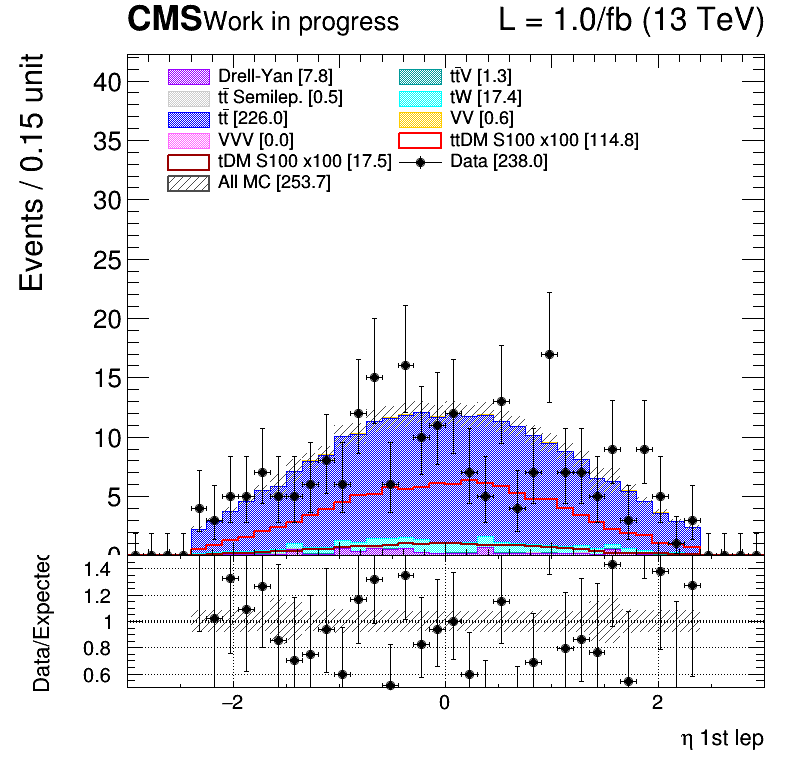 CMS Work in progress L = 1.0/fb (13 TeV)
Events / 0.15 unit
40
35
30
25
20
15
10
5
0
Drell-Yan [7.8] tt̄V [1.3]
tt̄ Semilep. [0.5] tW [17.4]
tt̄ [226.0] VV [0.6]
VVV [0.0] ttDM S100 x100 [114.8]
tDM S100 x100 [17.5] Data [238.0]
All MC [253.7]
Data/Expected
1.4
1.2
1
0.8
0.6
−2 0 2
η 1st lep